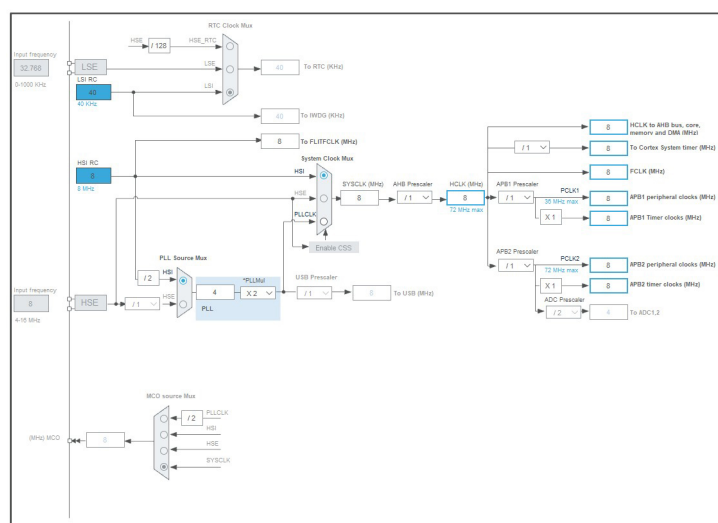 RTC Clock Mux
HSE
/ 128
HSE_RTC
Input frequency
32.768
LSE
LSE
40
To RTC (KHz)
0-1000 KHz
LSI RC
40
LSI
40 KHz
40
To IWDG (KHz)
8
To FLITFCLK (MHz)
HSI RC
System Clock Mux
8
HSI
8 MHz
HSE
PLLCLK
SYSCLK (MHz)
8
AHB Prescaler
/ 1
HCLK (MHz)
8
72 MHz max
8
HCLK to AHB bus, core,
memory and DMA (MHz)
/ 1
8
To Cortex System timer (MHz)
8
FCLK (MHz)
APB1 Prescaler
/ 1
PCLK1
36 MHz max
8
APB1 peripheral clocks (MHz)
X 1
8
APB1 Timer clocks (MHz)
Enable CSS
PLL Source Mux
/ 2
HSI
APB2 Prescaler
/ 1
PCLK2
72 MHz max
8
APB2 peripheral clocks (MHz)
X 1
8
APB2 timer clocks (MHz)
ADC Prescaler
/ 2
4
To ADC1,2
Input frequency
8
HSE
4-16 MHz
/ 1
HSE
4
*PLLMul
X 2
PLL
USB Prescaler
/ 1
8
To USB (MHz)
MCO source Mux
/ 2
PLLCLK
HSI
HSE
SYSCLK
(MHz) MCO
8